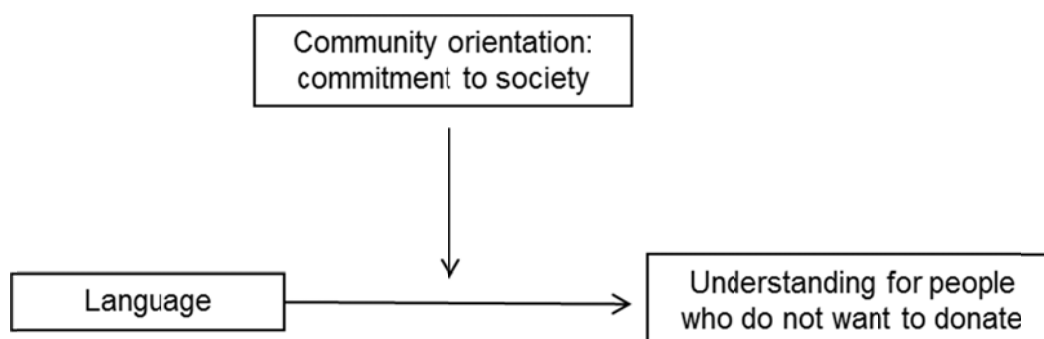 Community orientation:
commitment to society
Language
Understanding for people
who do not want to donate